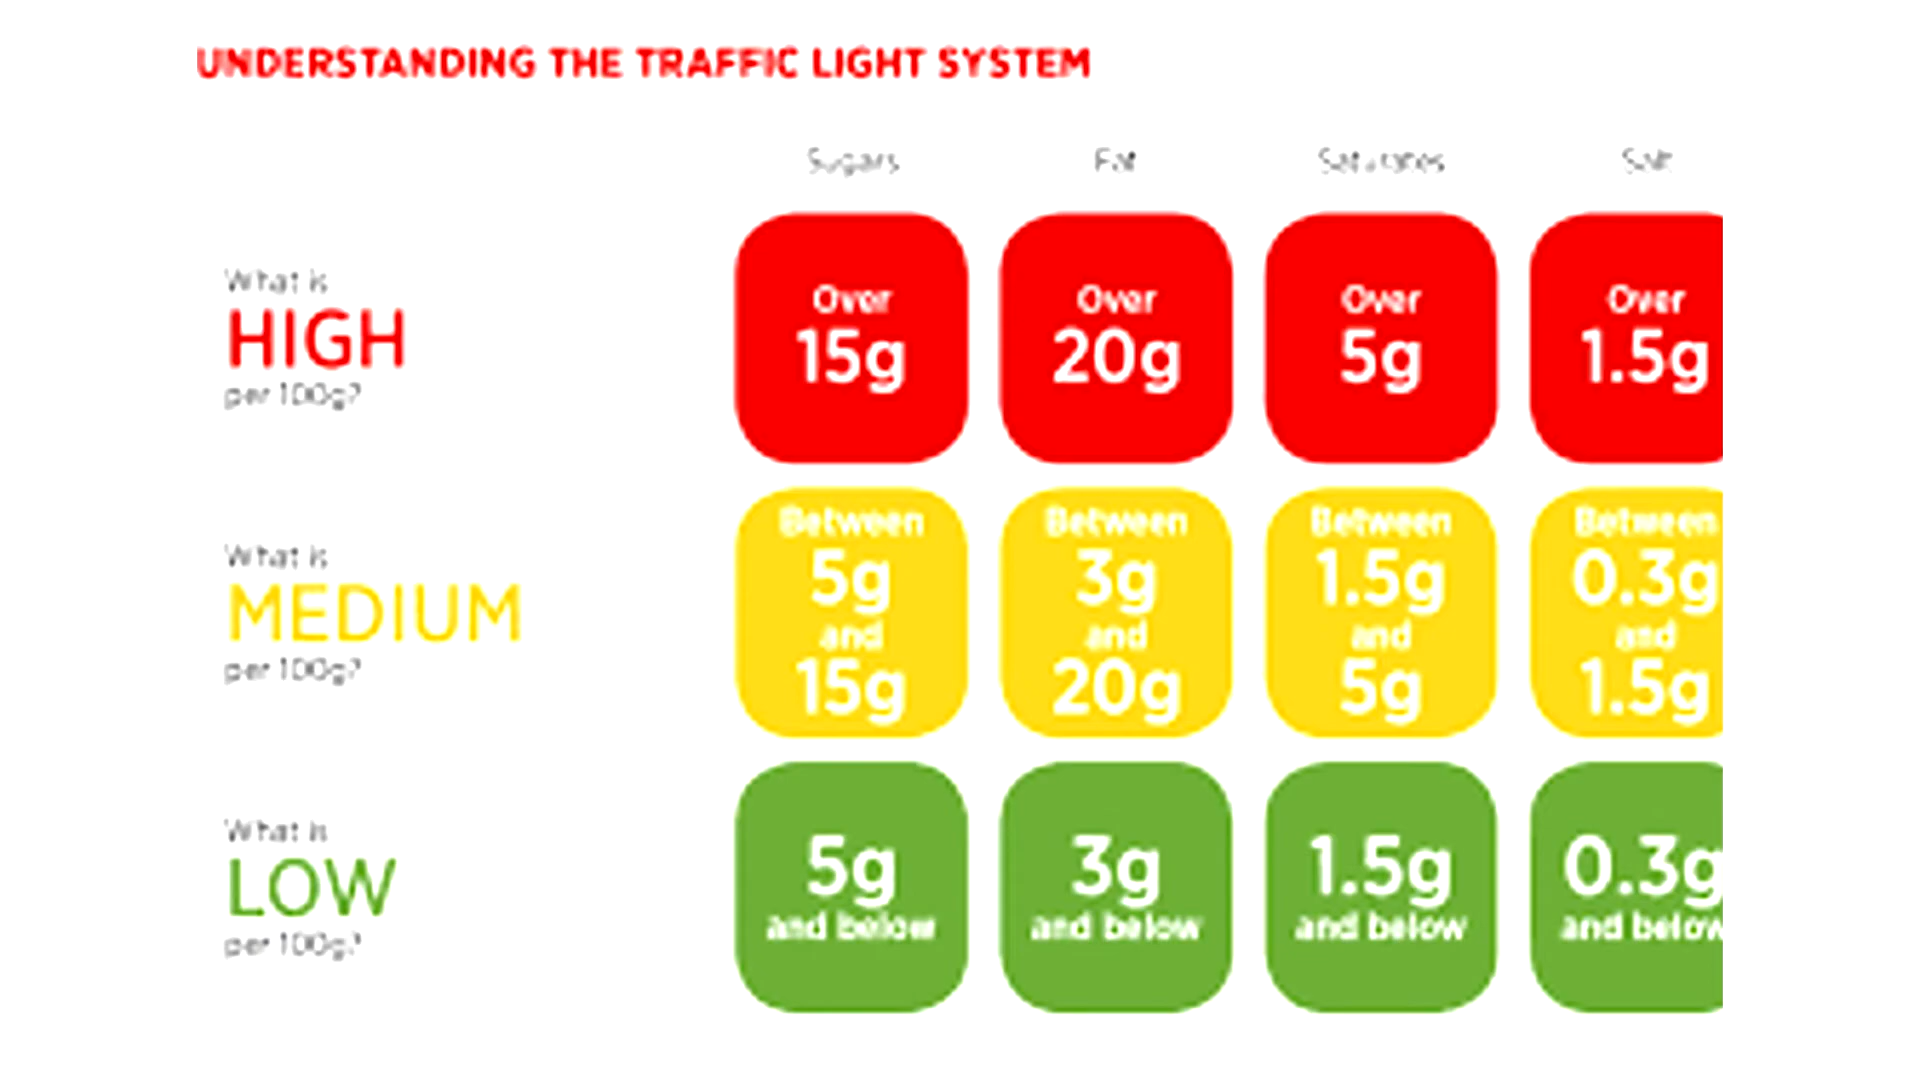 UNDERSTANDING THE TRAFFIC LIGHT SYSTEM
Sugars Fat Saturates Salt
What is
HIGH
per 100g?
Over
15g
Over
20g
Over
5g
Over
1.5g
What is
MEDIUM
per 100g?
Between
5g
and
15g
Between
3g
and
20g
Between
1.5g
and
5g
Between
0.3g
and
1.5g
What is
LOW
per 100g?
5g
and below
3g
and below
1.5g
and below
0.3g
and below